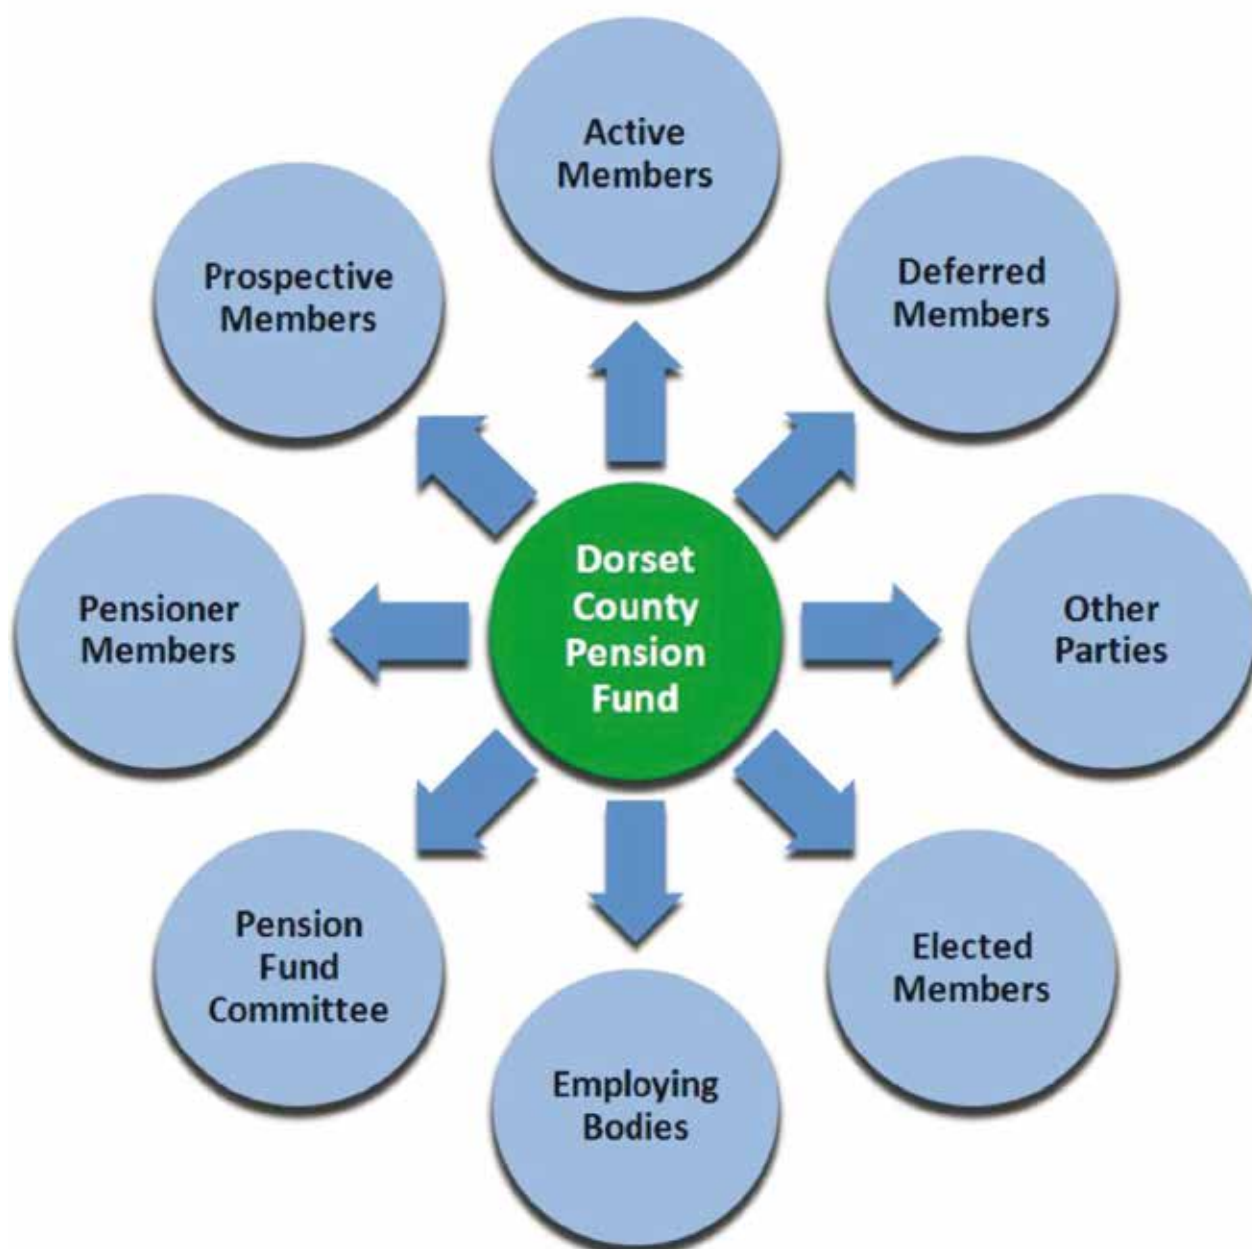 Active
Members
Prospective
Members
Deferred
Members
Dorset
County
Pension
Fund
Pensioner
Members
Other
Parties
Pension
Fund
Committee
Elected
Members
Employing
Bodies